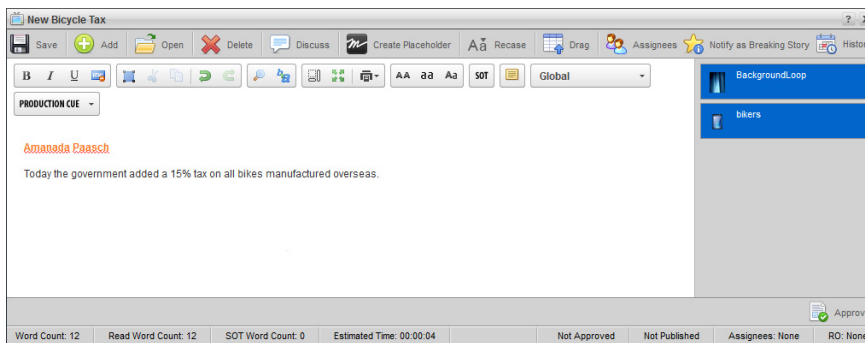 New Bicycle Tax ?
Save Add Open Delete Discuss Create Placeholder Aă Recase Drag Assignees Notify as Breaking Story Histor
B I U AA aa Aa SOT Global BackgroundLoop
PRODUCTION CUE bikers
Amanada Paasch
Today the government added a 15% tax on all bikes manufactured overseas.
Approv
Word Count: 12 Read Word Count: 12 SOT Word Count: 0 Estimated Time: 00:00:04 Not Approved Not Published Assignees: None RO: None